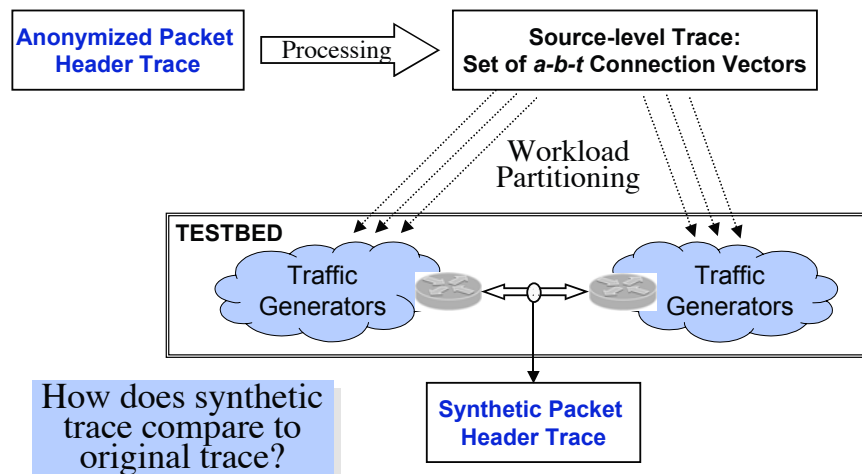 Anonymized Packet
Header Trace
Processing
Source-level Trace:
Set of a-b-t Connection Vectors
Workload
Partitioning
TESTBED
Traffic
Generators
Traffic
Generators
How does synthetic
trace compare to
original trace?
Synthetic Packet
Header Trace